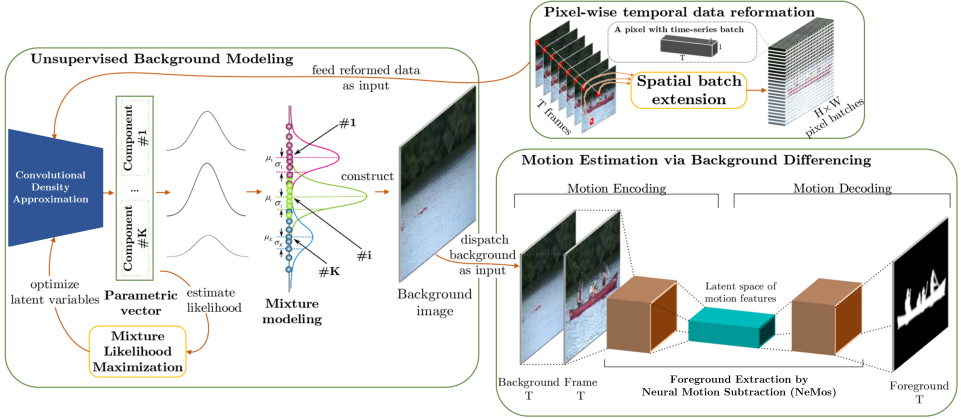 Pixel-wise temporal data reformation
A pixel with time-series batch
1
1
T
T frames
Spatial batch
extension
H×W
pixel batches
Unsupervised Background Modeling
feed reformed data
as input
Convolutional
Density
Approximation
Component
#1
...
Component
#K
Parametric
vector
optimize
latent variables
estimate
likelihood
Mixture
Likelihood
Maximization
μ₁
σ₁
μᵢ
σᵢ
μ_K
σ_K
#1
#i
#K
Mixture
modeling
construct
Background
image
dispatch
background
as input
Motion Estimation via Background Differencing
Motion Encoding
Motion Decoding
Latent space of
motion features
Background
T
Frame
T
Foreground Extraction by
Neural Motion Subtraction (NeMos)
Foreground
T